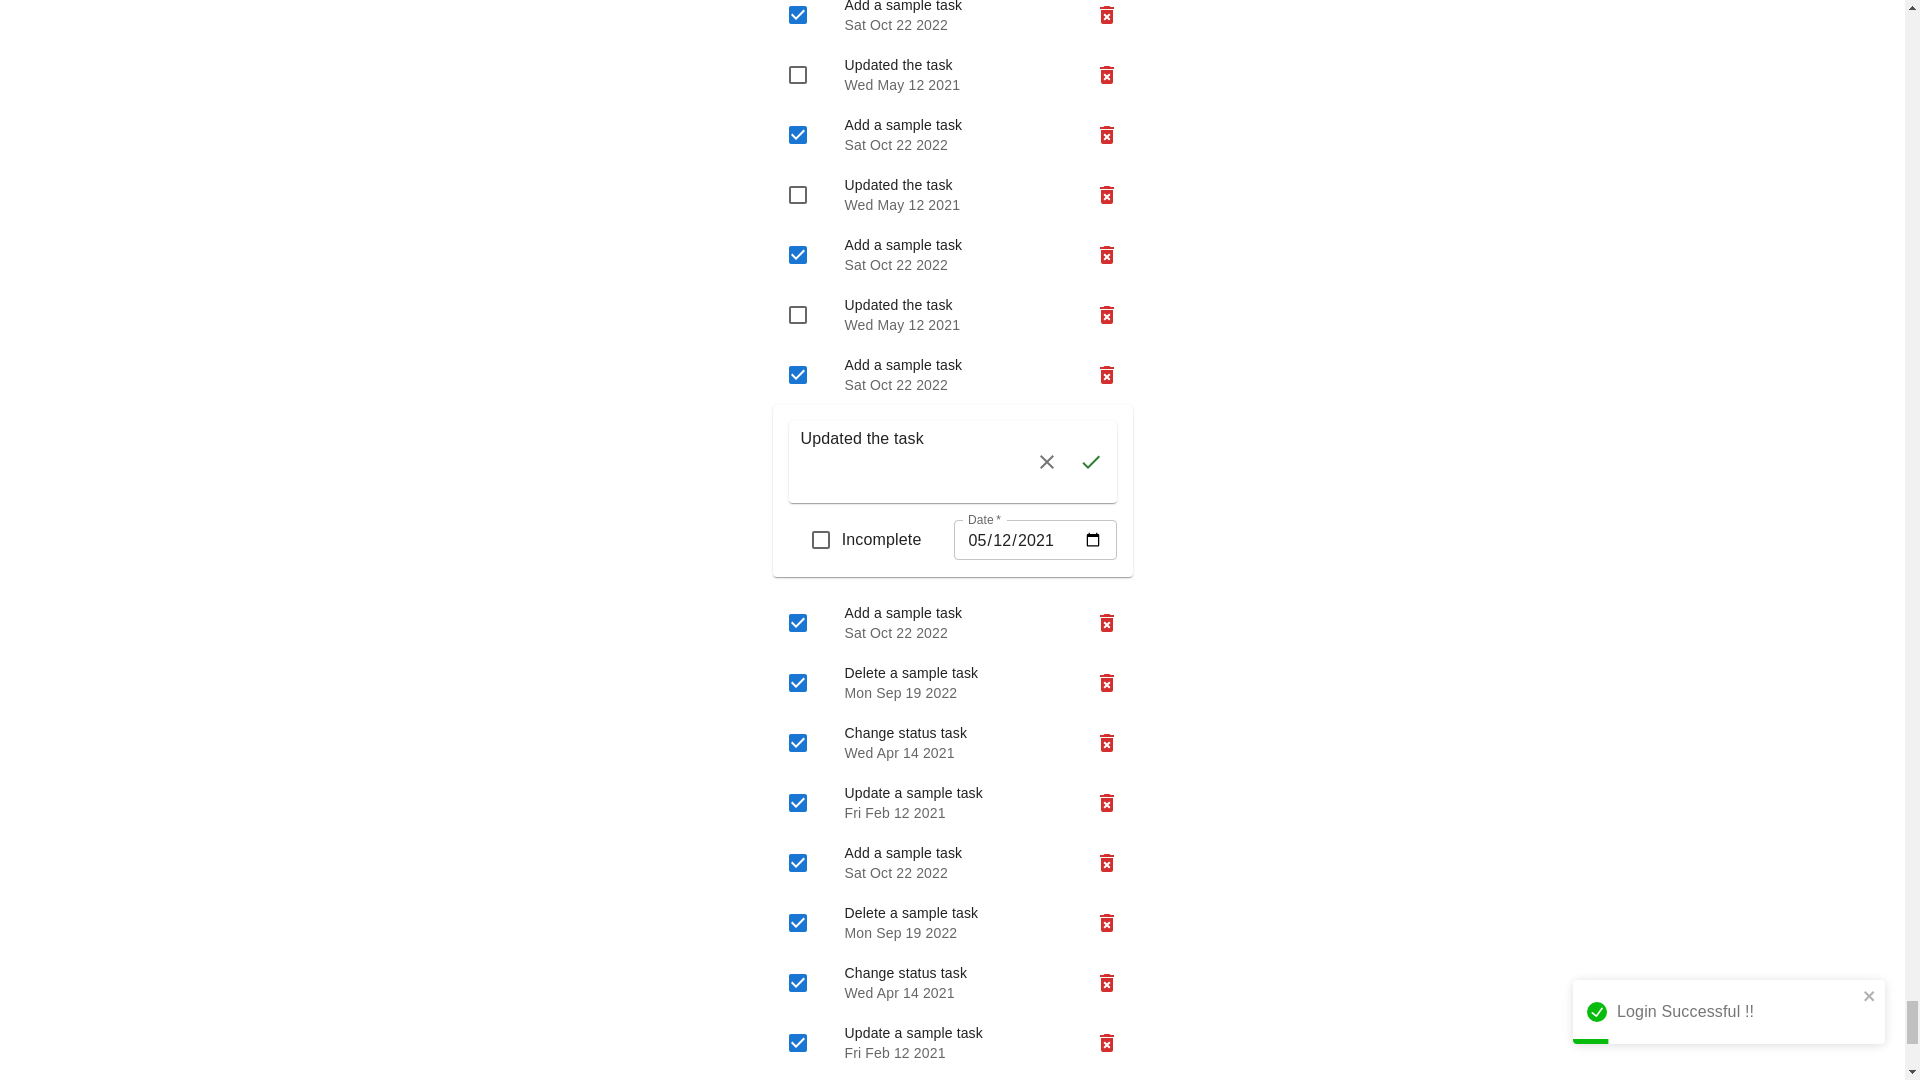 Add a sample task
Sat Oct 22 2022
Updated the task
Wed May 12 2021
Add a sample task
Sat Oct 22 2022
Updated the task
Wed May 12 2021
Add a sample task
Sat Oct 22 2022
Updated the task
Wed May 12 2021
Add a sample task
Sat Oct 22 2022
Updated the task
Incomplete
Date *
05/12/2021
Add a sample task
Sat Oct 22 2022
Delete a sample task
Mon Sep 19 2022
Change status task
Wed Apr 14 2021
Update a sample task
Fri Feb 12 2021
Add a sample task
Sat Oct 22 2022
Delete a sample task
Mon Sep 19 2022
Change status task
Wed Apr 14 2021
Update a sample task
Fri Feb 12 2021
Login Successful !!